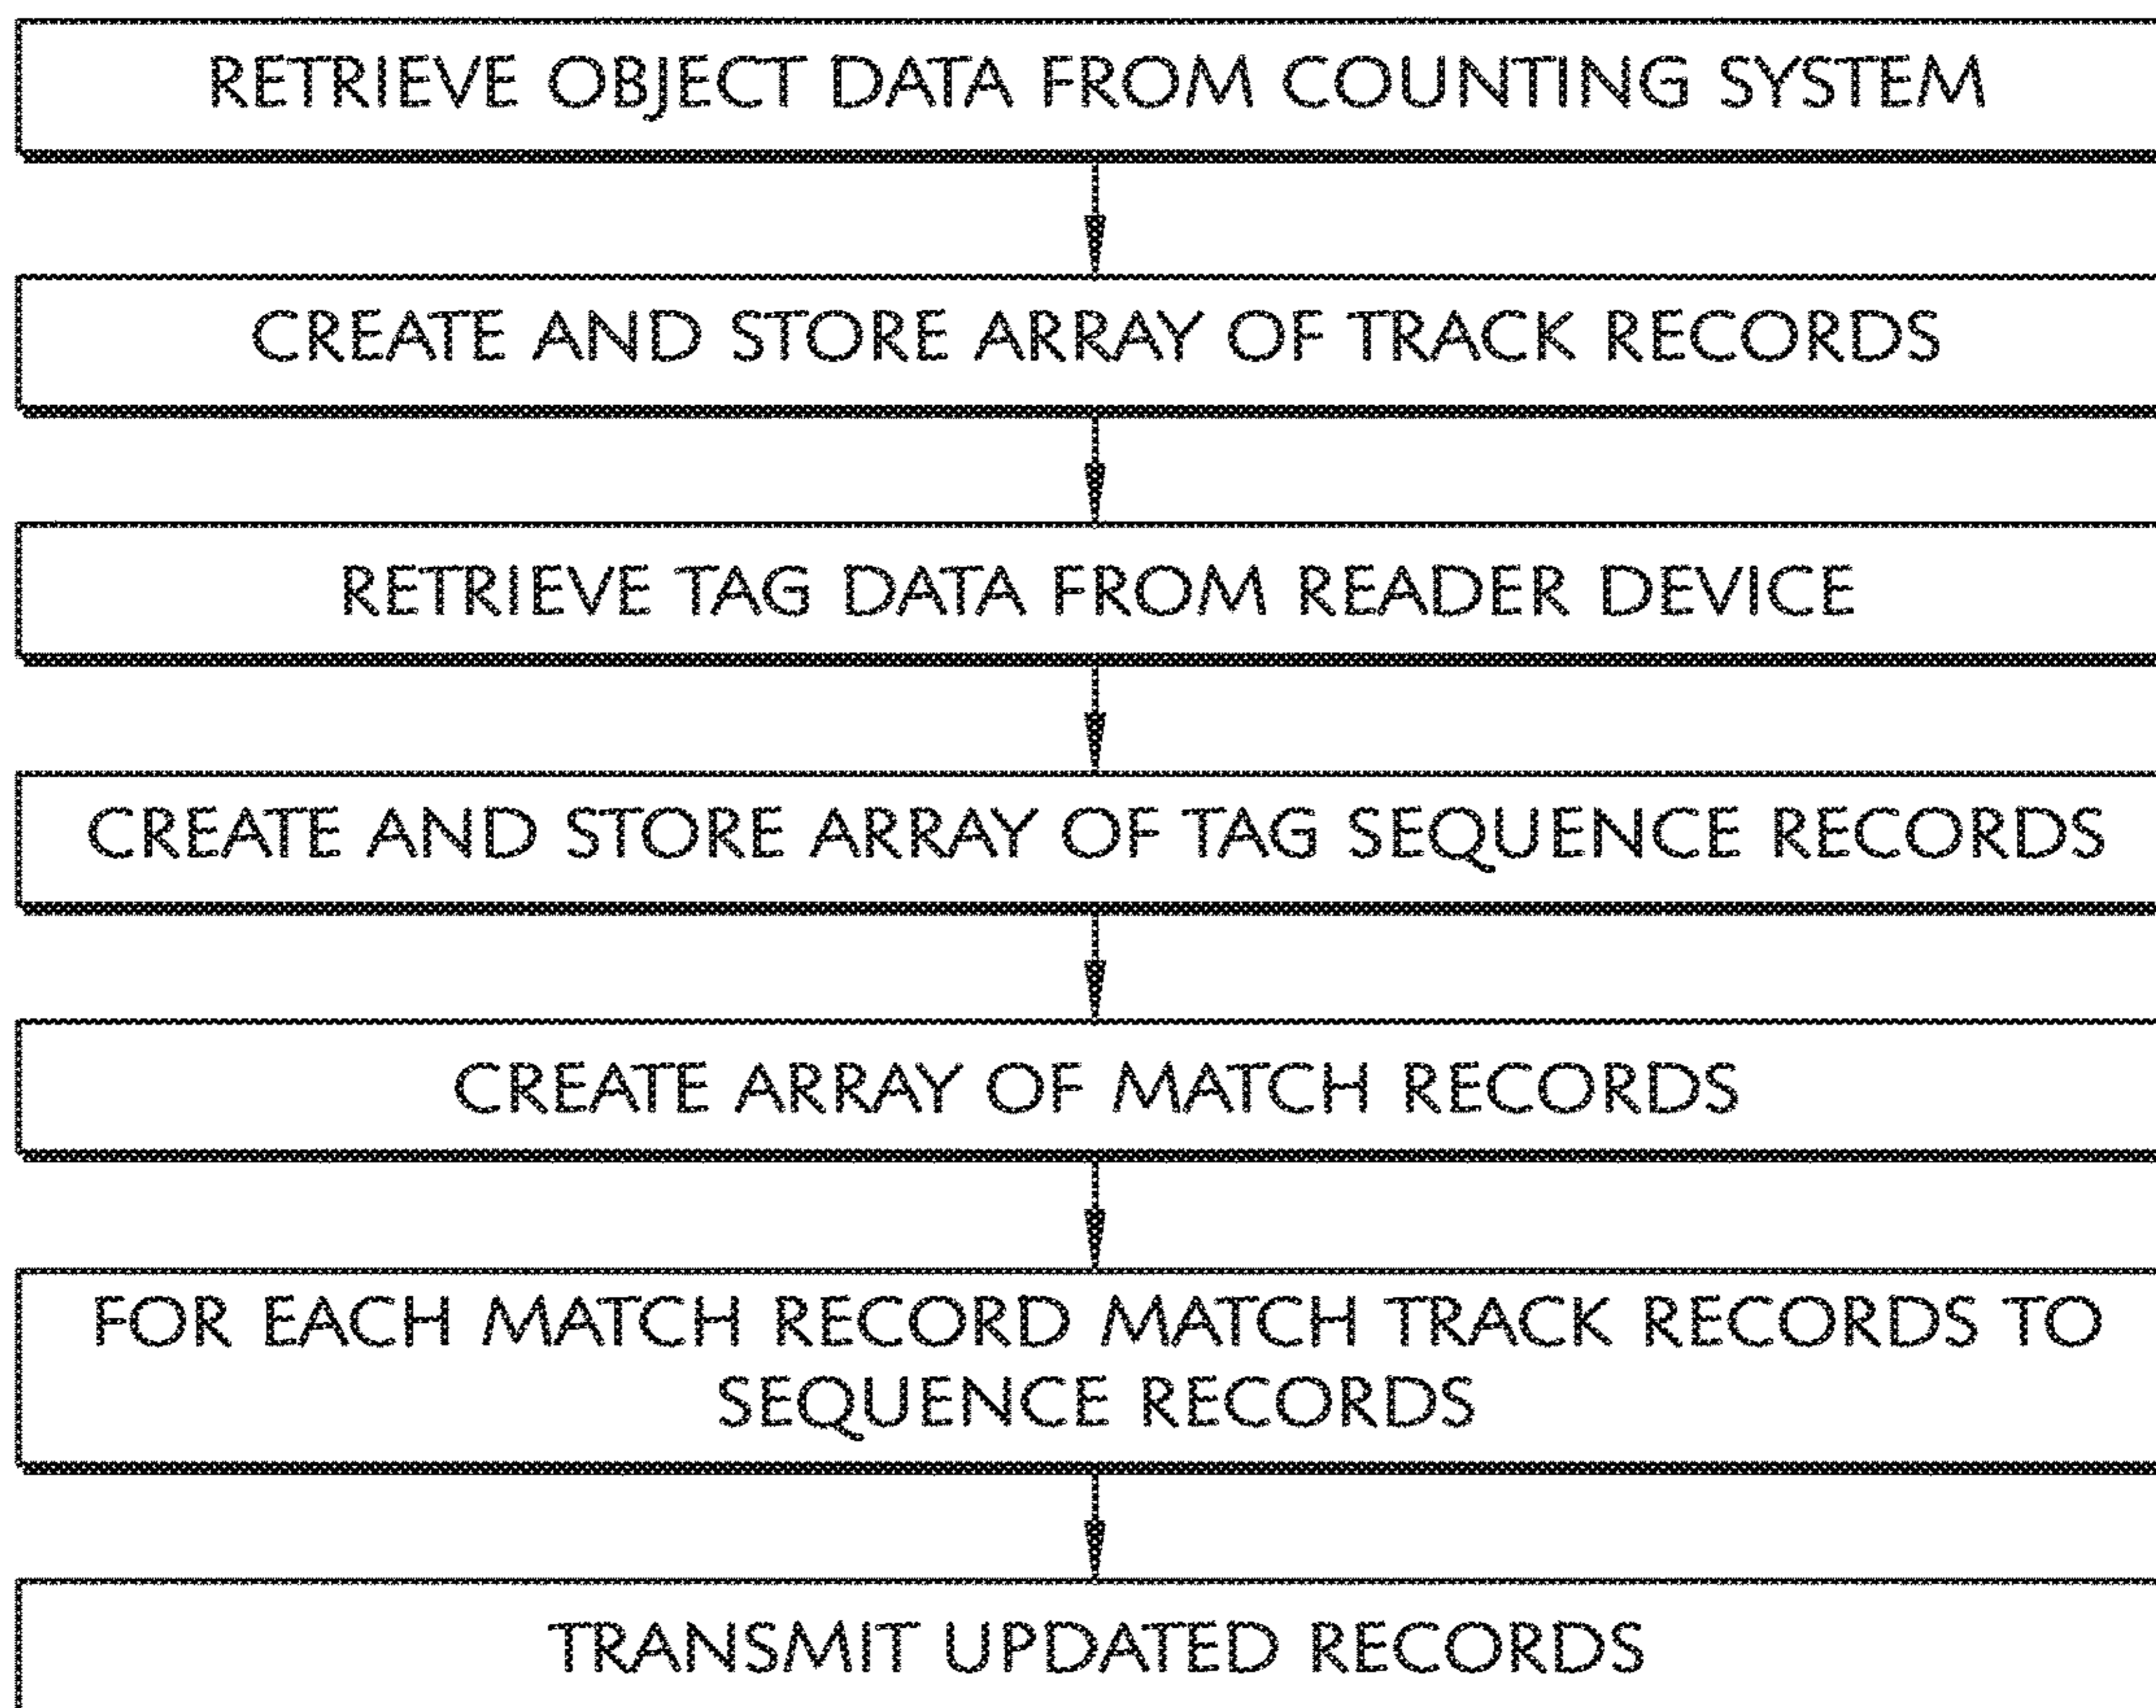 RETRIEVE OBJECT DATA FROM COUNTING SYSTEM
CREATE AND STORE ARRAY OF TRACK RECORDS
RETRIEVE TAG DATA FROM READER DEVICE
CREATE AND STORE ARRAY OF TAG SEQUENCE RECORDS
CREATE ARRAY OF MATCH RECORDS
FOR EACH MATCH RECORD MATCH TRACK RECORDS TO
SEQUENCE RECORDS
TRANSMIT UPDATED RECORDS